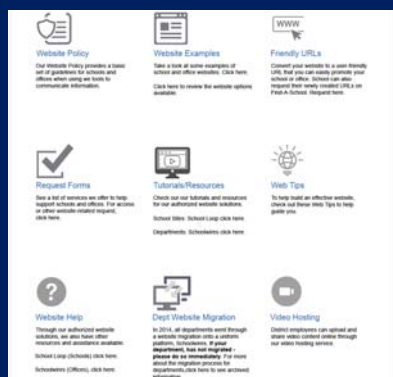 WWW
Website Policy
Our Website Policy provides a basic
set of guidelines for schools and
offices when using we tools to
communicate information.
Website Examples
Take a look at some examples of
school and office websites. Click here.
Click here to review the website options
available.
Friendly URLs
Convert your website to a user-friendly
URL that you can easily promote your
school or office. School can also
request their newly created URLs on
Find-A-School. Request here.
Request Forms
See a list of services we offer to help
support schools and offices. For access
or other website-related request,
click here.
Tutorials/Resources
Check out our tutorials and resources
for our authorized website solutions.
School Sites: School Loop click here.
Departments: Schoolwires click here.
Web Tips
To help build an effective website,
check out these Web Tips to help
guide you.
?
Website Help
Through our authorized website
solutions, we also have other
resources and assistance available.
School Loop (Schools) click here.
Schoolwires (Offices), click here.
Dept Website Migration
In 2014, all departments went through
a website migration onto a uniform
platform, Schoolwires. If your
department, has not migrated -
please do so immediately. For more
about the migration process for
departments,click here to see archived
information.
Video Hosting
District employees can upload and
share video content online through
our video hosting service.